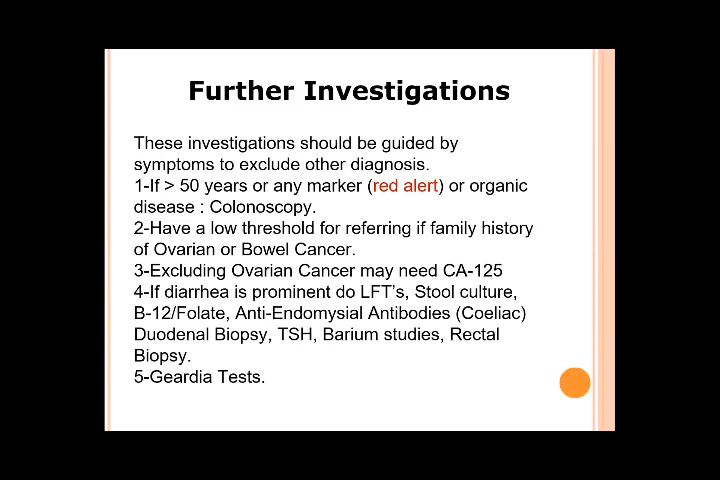 Further Investigations
These investigations should be guided by
symptoms to exclude other diagnosis.
1-If > 50 years or any marker (red alert) or organic
disease : Colonoscopy.
2-Have a low threshold for referring if family history
of Ovarian or Bowel Cancer.
3-Excluding Ovarian Cancer may need CA-125
4-If diarrhea is prominent do LFT’s, Stool culture,
B-12/Folate, Anti-Endomysial Antibodies (Coeliac)
Duodenal Biopsy, TSH, Barium studies, Rectal
Biopsy.
5-Geardia Tests.